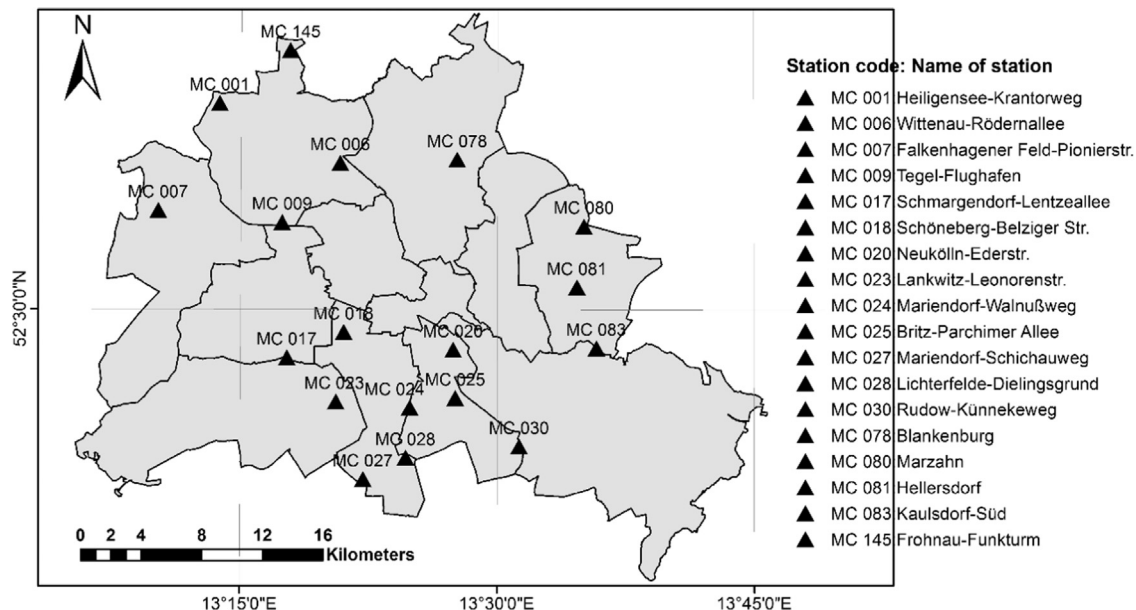 N
MC 145
MC 001
MC 006
MC 078
MC 007
MC 009
MC 080
MC 081
52°30'0"N
MC 018
MC 017
MC 020
MC 083
MC 023
MC 024
MC 025
MC 028
MC 030
MC 027
0 2 4 8 12 16
Kilometers
13°15'0"E 13°30'0"E 13°45'0"E
Station code: Name of station
MC 001 Heiligensee-Krantorweg
MC 006 Wittenau-Rödernallee
MC 007 Falkenhagener Feld-Pionierstr.
MC 009 Tegel-Flughafen
MC 017 Schmargendorf-Lentzeallee
MC 018 Schöneberg-Belziger Str.
MC 020 Neukölln-Ederstr.
MC 023 Lankwitz-Leonorenstr.
MC 024 Mariendorf-Walnußweg
MC 025 Britz-Parchimer Allee
MC 027 Mariendorf-Schichauweg
MC 028 Lichterfelde-Dielingsgrund
MC 030 Rudow-Künnekeweg
MC 078 Blankenburg
MC 080 Marzahn
MC 081 Hellersdorf
MC 083 Kaulsdorf-Süd
MC 145 Frohnau-Funkturm